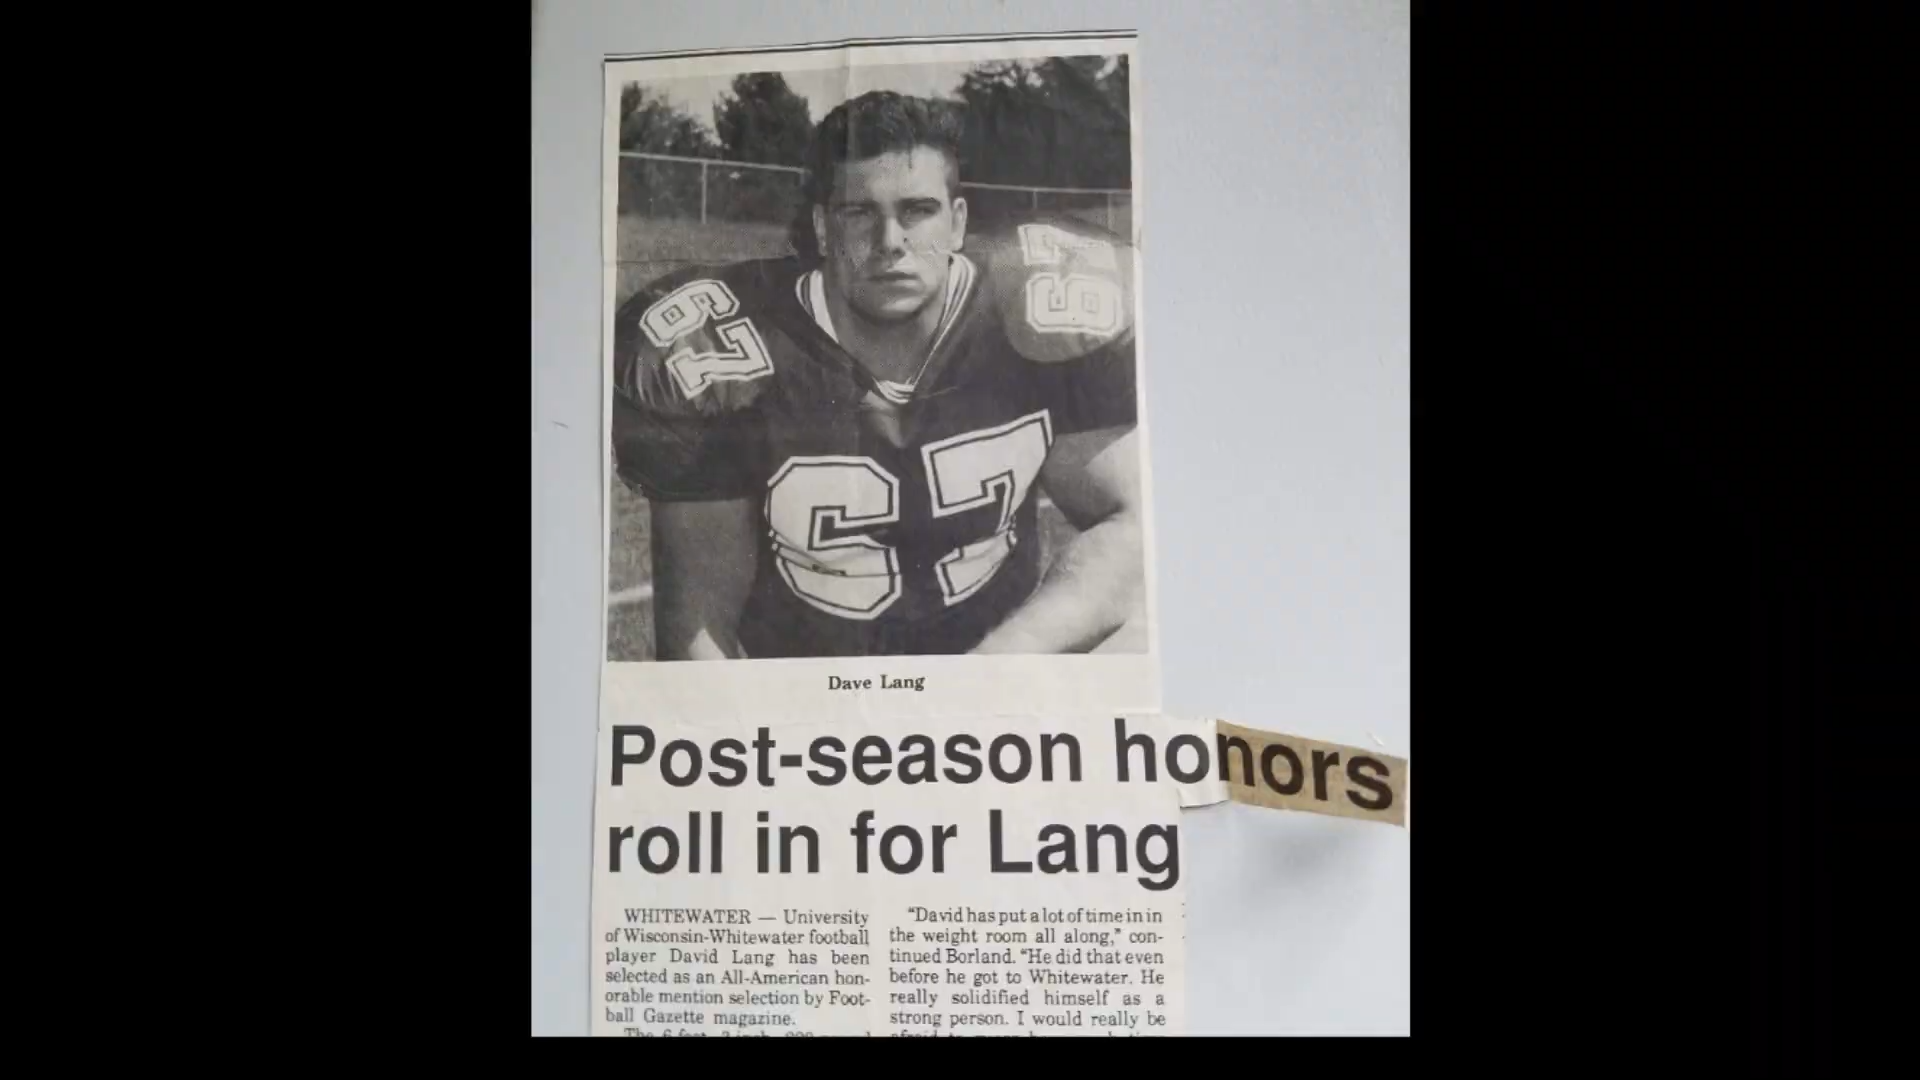 67
67
67
Dave Lang
Post-season honors
roll in for Lang
WHITEWATER — University
of Wisconsin-Whitewater football
player David Lang has been
selected as an All-American hon-
orable mention selection by Foot-
ball Gazette magazine.
"David has put a lot of time in in
the weight room all along," con-
tinued Borland. "He did that even
before he got to Whitewater. He
really solidified himself as a
strong person. I would really be